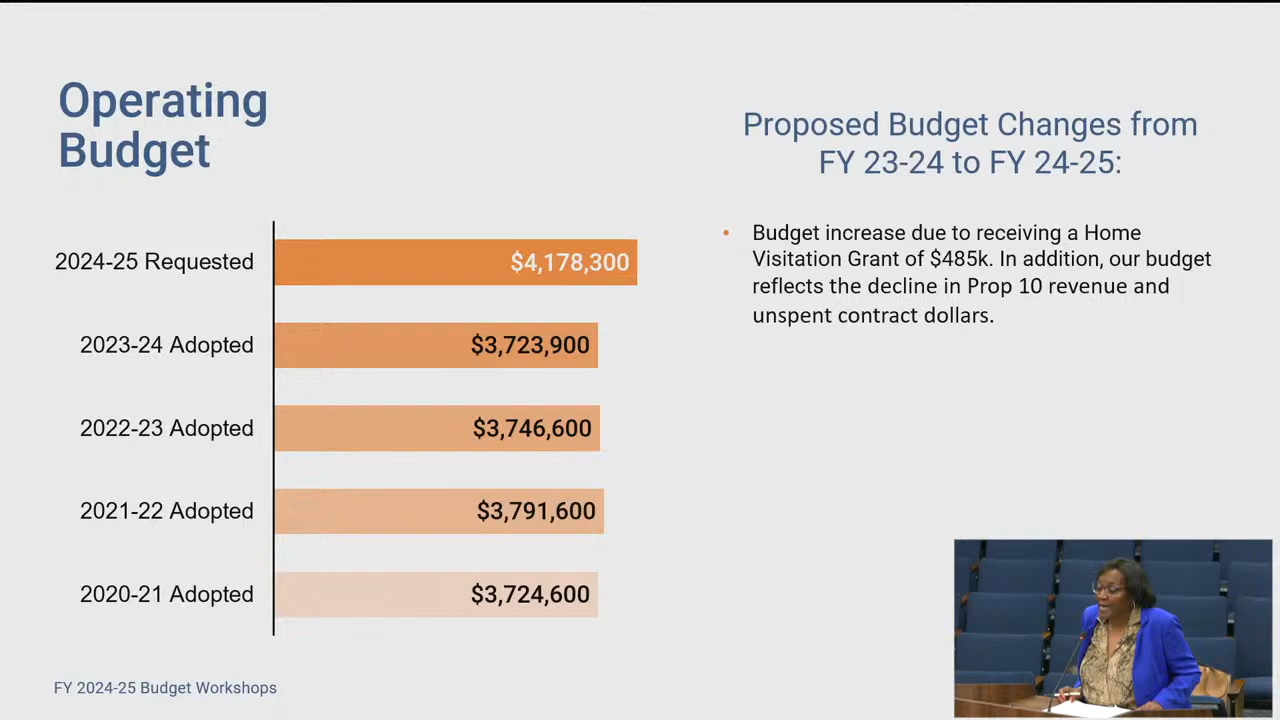 Operating
Budget
Proposed Budget Changes from
FY 23-24 to FY 24-25:
2024-25 Requested $4,178,300
2023-24 Adopted $3,723,900
2022-23 Adopted $3,746,600
2021-22 Adopted $3,791,600
2020-21 Adopted $3,724,600
• Budget increase due to receiving a Home
Visitation Grant of $485k. In addition, our budget
reflects the decline in Prop 10 revenue and
unspent contract dollars.
FY 2024-25 Budget Workshops